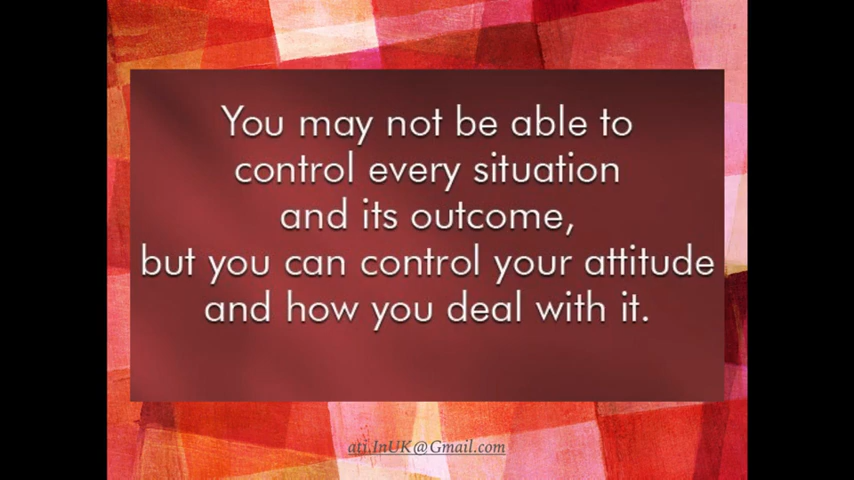 You may not be able to
control every situation
and its outcome,
but you can control your attitude
and how you deal with it.
ati.InUK@Gmail.com